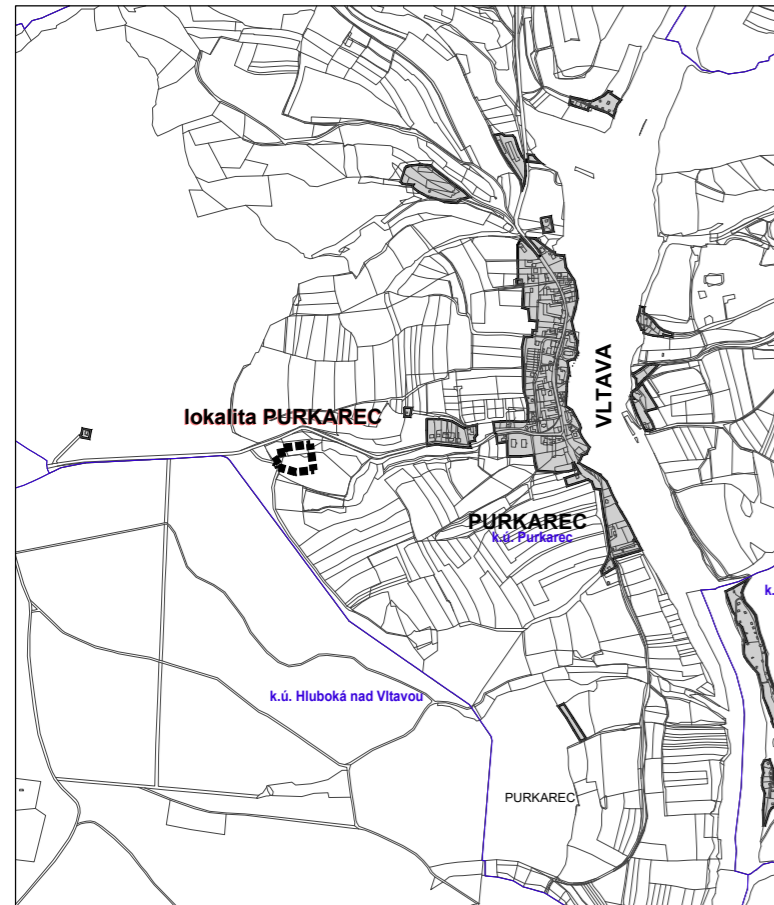 VLTAVA
lokalita PURKAREC
PURKAREC
k.ú. Purkarec
k.
k.ú. Hluboká nad Vltavou
PURKAREC